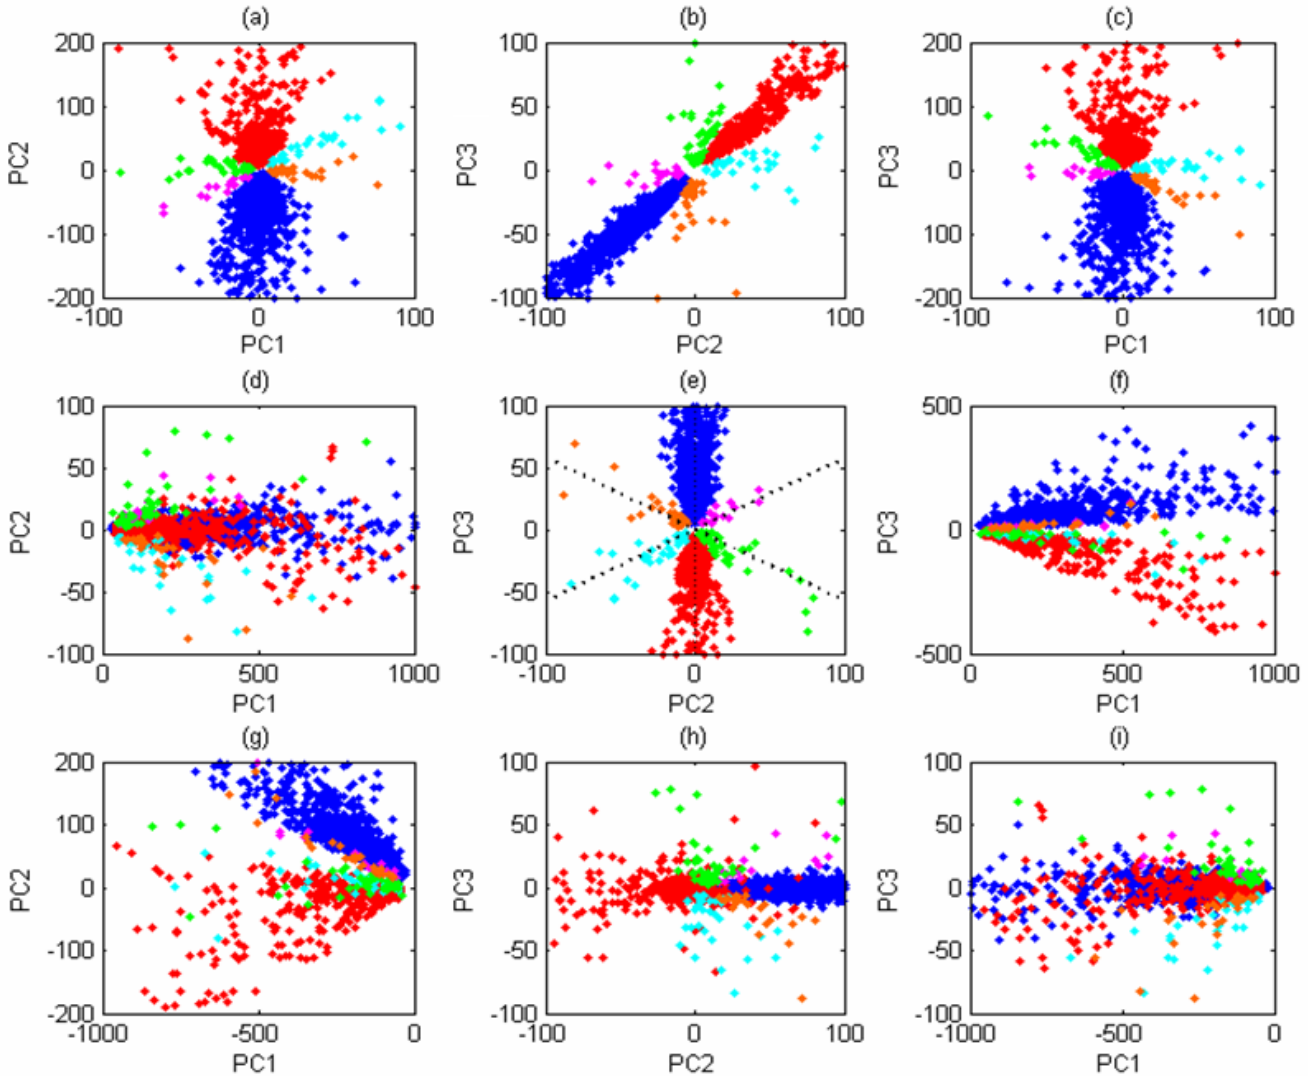 (a) (b) (c)
200 100 200
100 50 100
PC2 0 PC3 0 PC3 0
-100 -50 -100
-200 -100 -200
-100 0 100 -100 0 100 -100 0 100
PC1 PC2 PC1
(d) (e) (f)
100 100 500
50 50
PC2 0 PC3 0 PC3 0
-50 -50
-100 -100 -500
0 500 1000 -100 0 100 0 500 1000
PC1 PC2 PC1
(g) (h) (i)
200 100 100
100 50 50
PC2 0 PC3 0 PC3 0
-100 -50 -50
-200 -100 -100
-1000 -500 0 -100 0 100 -1000 -500 0
PC1 PC2 PC1